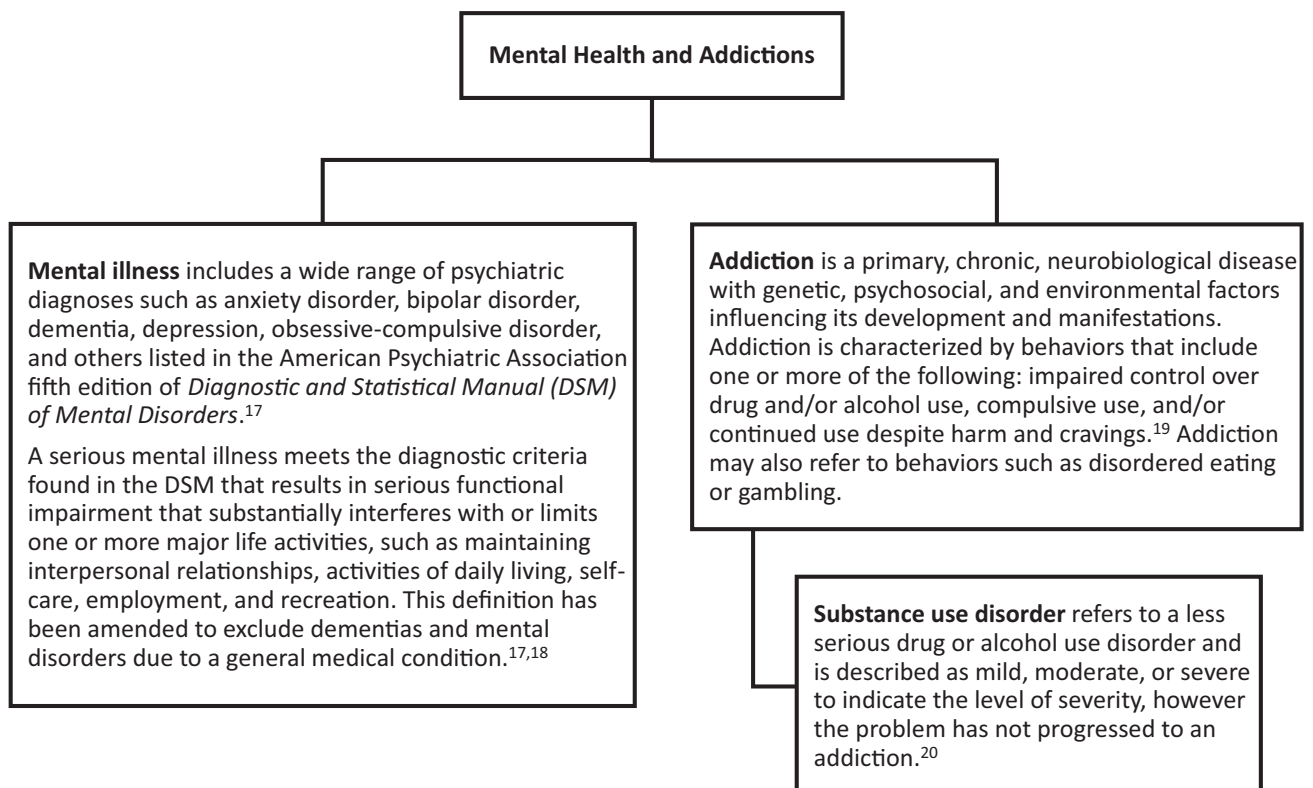 Mental Health and Addictions
Mental illness includes a wide range of psychiatric
diagnoses such as anxiety disorder, bipolar disorder,
dementia, depression, obsessive-compulsive disorder,
and others listed in the American Psychiatric Association
fifth edition of Diagnostic and Statistical Manual (DSM)
of Mental Disorders.17
A serious mental illness meets the diagnostic criteria
found in the DSM that results in serious functional
impairment that substantially interferes with or limits
one or more major life activities, such as maintaining
interpersonal relationships, activities of daily living, self-
care, employment, and recreation. This definition has
been amended to exclude dementias and mental
disorders due to a general medical condition.17,18
Addiction is a primary, chronic, neurobiological disease
with genetic, psychosocial, and environmental factors
influencing its development and manifestations.
Addiction is characterized by behaviors that include
one or more of the following: impaired control over
drug and/or alcohol use, compulsive use, and/or
continued use despite harm and cravings.19 Addiction
may also refer to behaviors such as disordered eating
or gambling.
Substance use disorder refers to a less
serious drug or alcohol use disorder and
is described as mild, moderate, or severe
to indicate the level of severity, however
the problem has not progressed to an
addiction.20